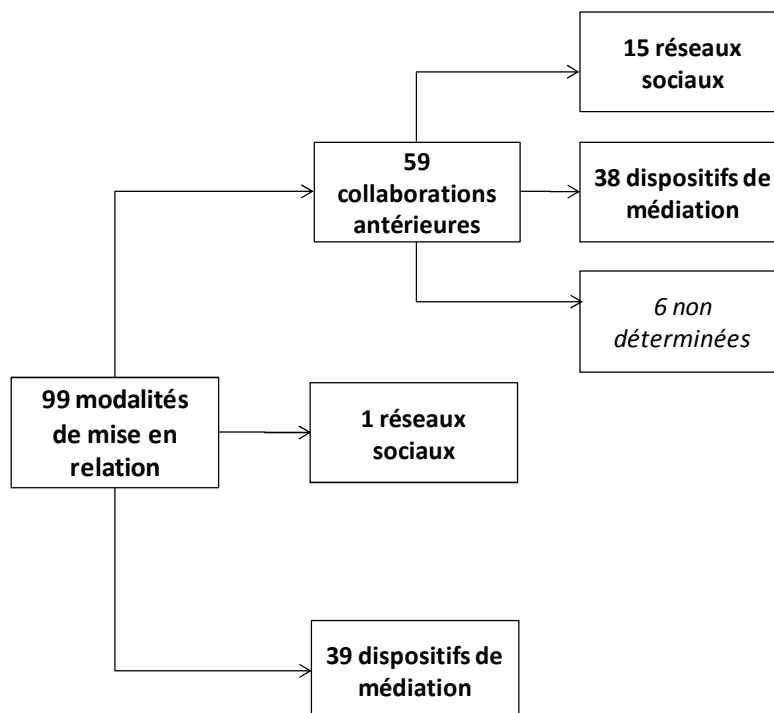 15 réseaux
sociaux
59
collaborations
antérieures
38 dispositifs de
médiation
6 non
déterminées
99 modalités
de mise en
relation
1 réseaux
sociaux
39 dispositifs de
médiation